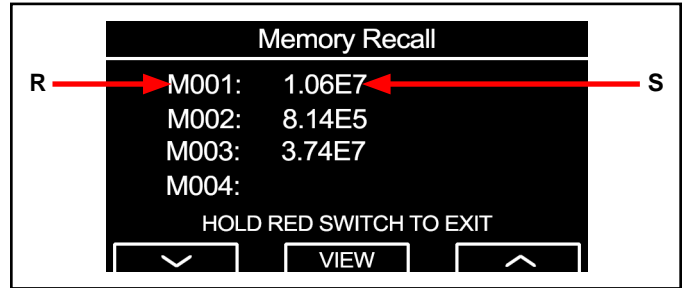 Memory Recall
R M001: 1.06E7 S
M002: 8.14E5
M003: 3.74E7
M004:
HOLD RED SWITCH TO EXIT
VIEW